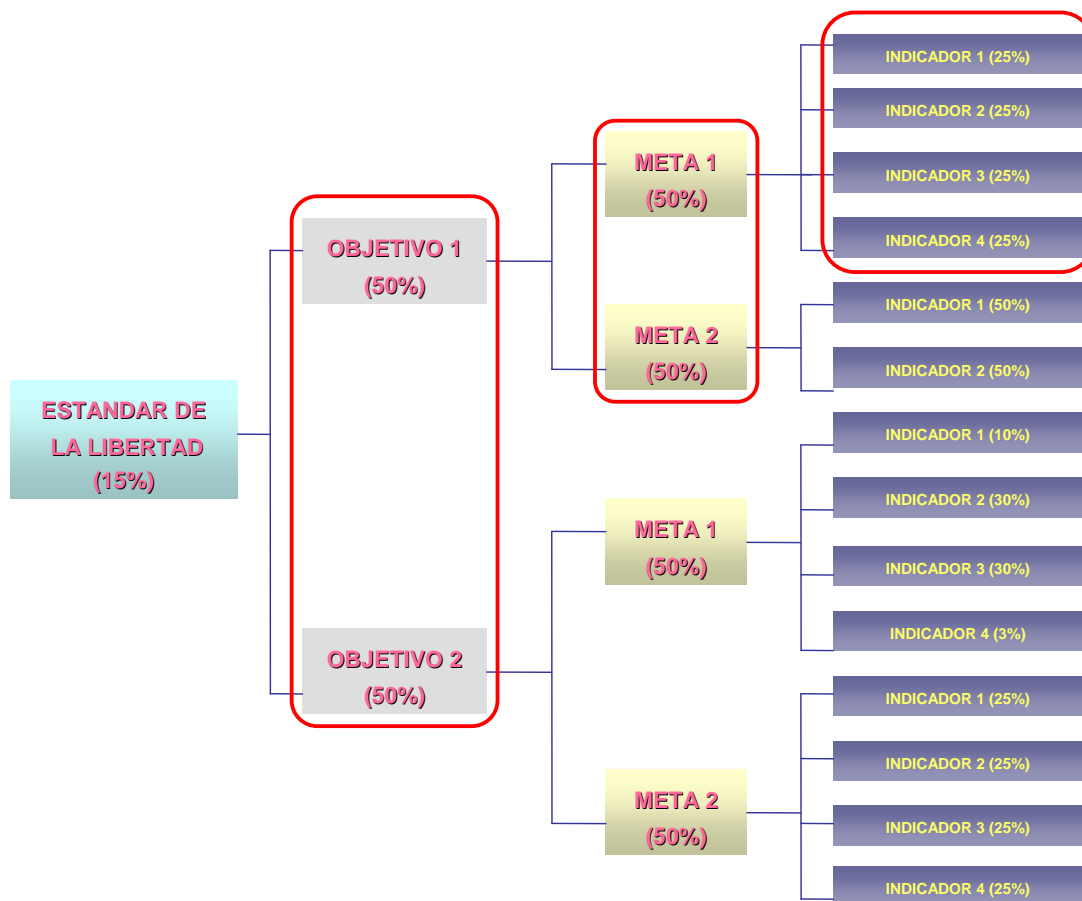 ESTANDAR DE
LA LIBERTAD
(15%)
OBJETIVO 1
(50%)
META 1
(50%)
INDICADOR 1 (25%)
INDICADOR 2 (25%)
INDICADOR 3 (25%)
INDICADOR 4 (25%)
META 2
(50%)
INDICADOR 1 (50%)
INDICADOR 2 (50%)
OBJETIVO 2
(50%)
META 1
(50%)
INDICADOR 1 (10%)
INDICADOR 2 (30%)
INDICADOR 3 (30%)
INDICADOR 4 (3%)
META 2
(50%)
INDICADOR 1 (25%)
INDICADOR 2 (25%)
INDICADOR 3 (25%)
INDICADOR 4 (25%)